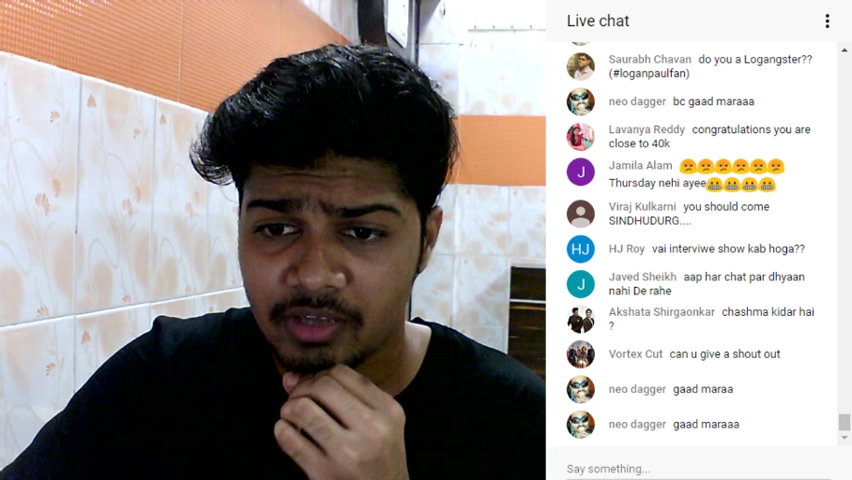 Live chat
Saurabh Chavan do you a Logangster??
(#loganpaulfan)
neo dagger bc gaad maraaa
Lavanya Reddy congratulations you are
close to 40k
Jamila Alam 😠😠😠😠😠😠
Thursday nehi ayee😬😬😬😬
Viraj Kulkarni you should come
SINDHUDURG....
HJ Roy vai interviwe show kab hoga??
Javed Sheikh aap har chat par dhyaan
nahi De rahe
Akshata Shirgaonkar chashma kidar hai
?
Vortex Cut can u give a shout out
neo dagger gaad maraa
neo dagger gaad maraaa
Say something...
J
HJ
J